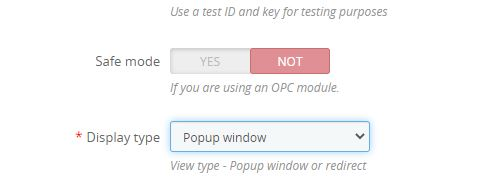 Use a test ID and key for testing purposes
Safe mode YES NOT
If you are using an OPC module.
* Display type Popup window
View type - Popup window or redirect